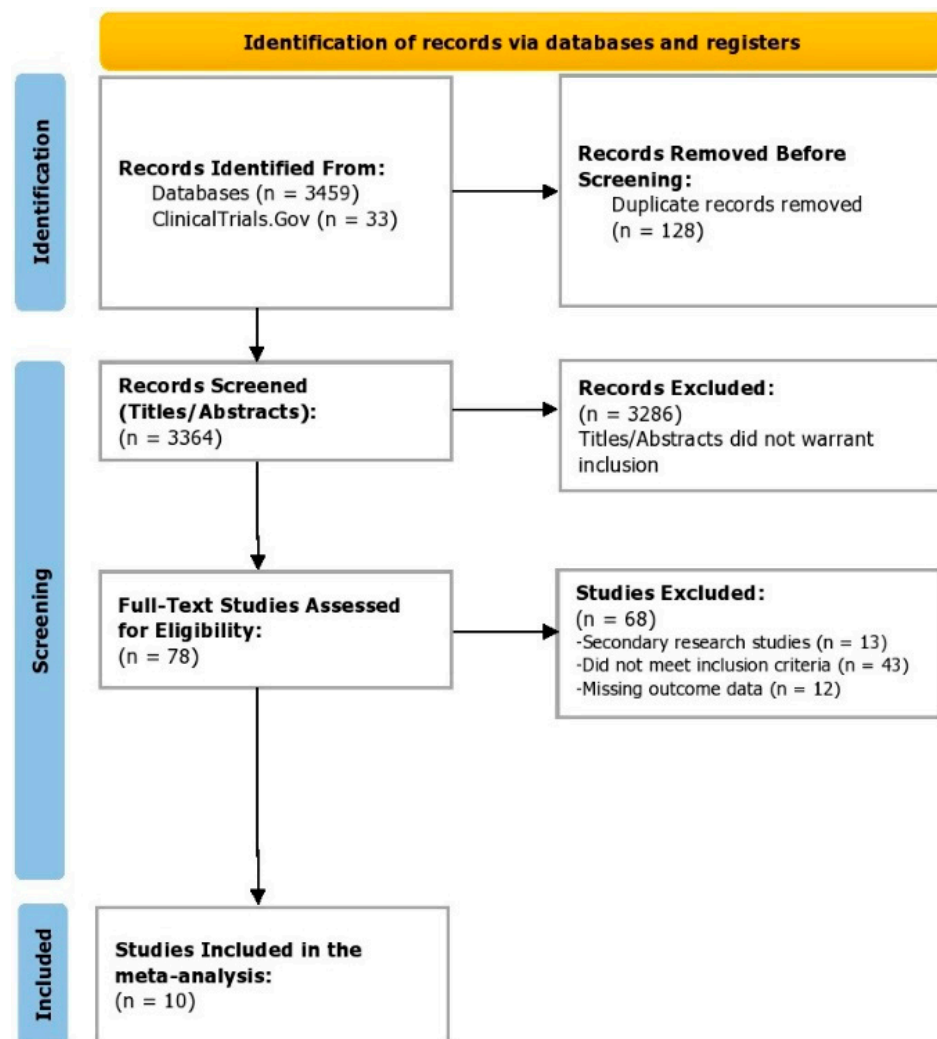 Identification of records via databases and registers
Identification
Records Identified From:
Databases (n = 3459)
ClinicalTrials.Gov (n = 33)
Records Removed Before
Screening:
Duplicate records removed
(n = 128)
Screening
Records Screened
(Titles/Abstracts):
(n = 3364)
Records Excluded:
(n = 3286)
Titles/Abstracts did not warrant
inclusion
Full-Text Studies Assessed
for Eligibility:
(n = 78)
Studies Excluded:
(n = 68)
-Secondary research studies (n = 13)
-Did not meet inclusion criteria (n = 43)
-Missing outcome data (n = 12)
Included
Studies Included in the
meta-analysis:
(n = 10)